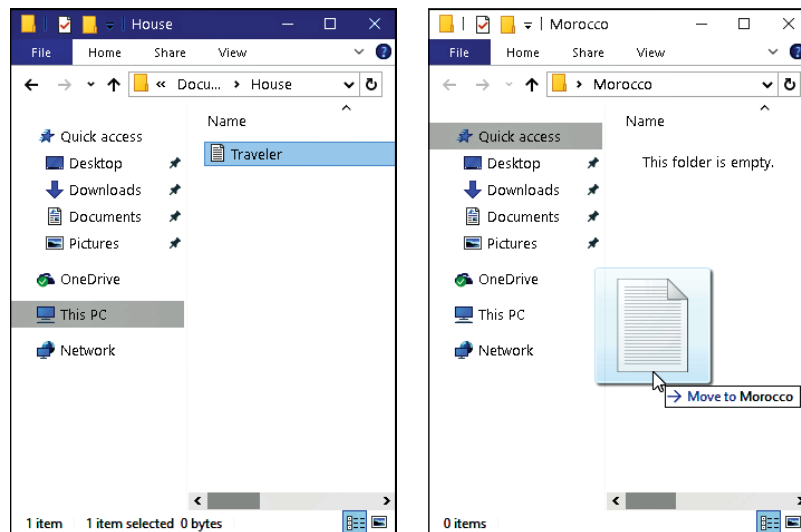 House
File Home Share View
« Docu... › House
Name
Quick access
Traveler
Desktop
Downloads
Documents
Pictures
OneDrive
This PC
Network
1 item 1 item selected 0 bytes
Morocco
File Home Share View
› Morocco
Name
Quick access
This folder is empty.
Desktop
Downloads
Documents
Pictures
OneDrive
This PC
Network
→ Move to Morocco
0 items